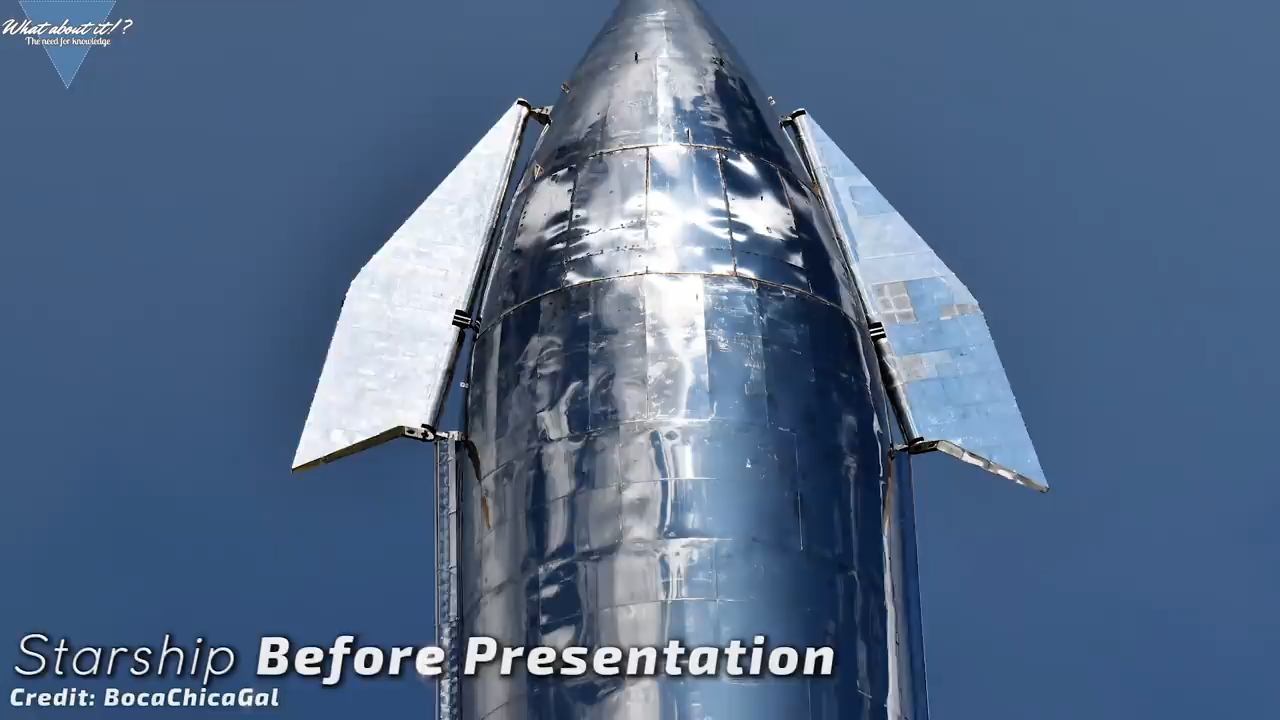 What about it!?
The need for knowledge
Starship Before Presentation
Credit: BocaChicaGal